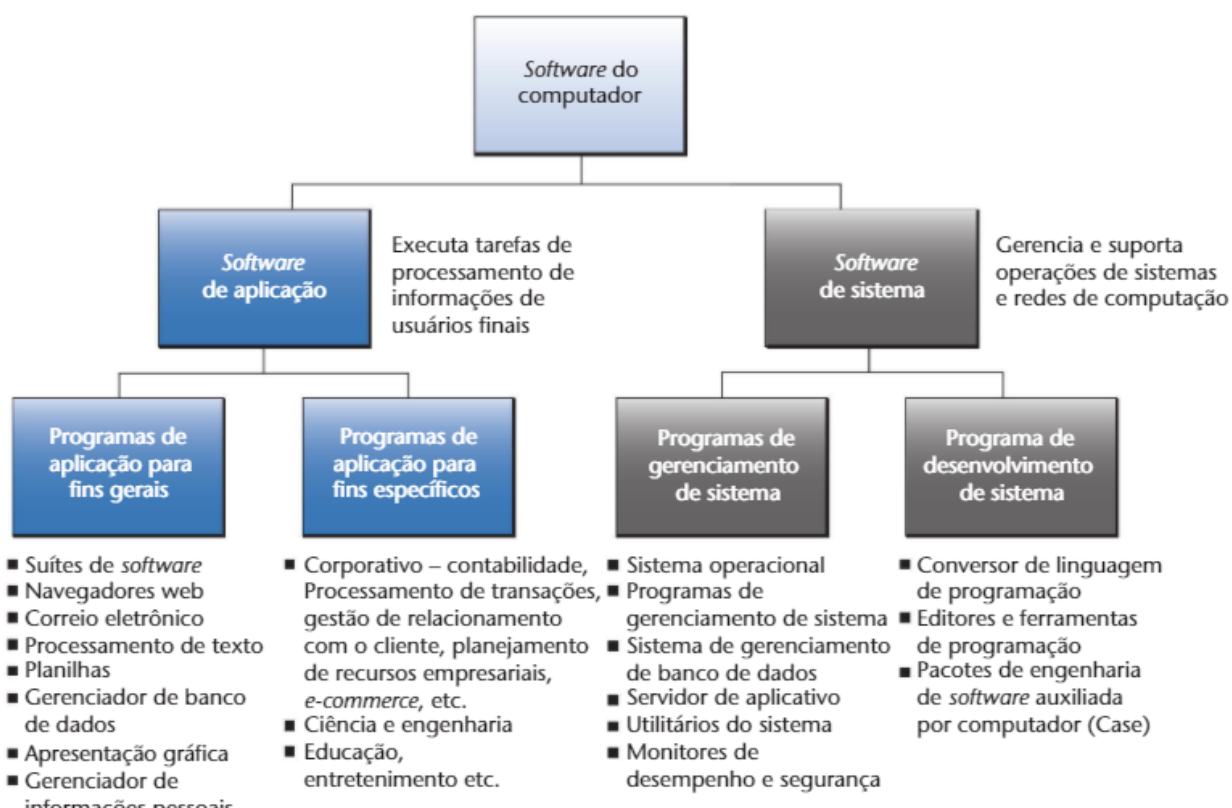 Software do
computador
Software
de aplicação
Executa tarefas de
processamento de
informações de
usuários finais
Software
de sistema
Gerencia e suporta
operações de sistemas
e redes de computação
Programas de
aplicação para
fins gerais
■ Suítes de software
■ Navegadores web
■ Correio eletrônico
■ Processamento de texto
■ Planilhas
■ Gerenciador de banco
de dados
■ Apresentação gráfica
■ Gerenciador de
informações pessoais
Programas de
aplicação para
fins específicos
■ Corporativo – contabilidade,
Processamento de transações,
gestão de relacionamento
com o cliente, planejamento
de recursos empresariais,
e-commerce, etc.
■ Ciência e engenharia
■ Educação,
entretenimento etc.
Programas de
gerenciamento
de sistema
■ Sistema operacional
■ Programas de
gerenciamento de sistema
■ Sistema de gerenciamento
de banco de dados
■ Servidor de aplicativo
■ Utilitários do sistema
■ Monitores de
desempenho e segurança
Programa de
desenvolvimento
de sistema
■ Conversor de linguagem
de programação
■ Editores e ferramentas
de programação
■ Pacotes de engenharia
de software auxiliada
por computador (Case)